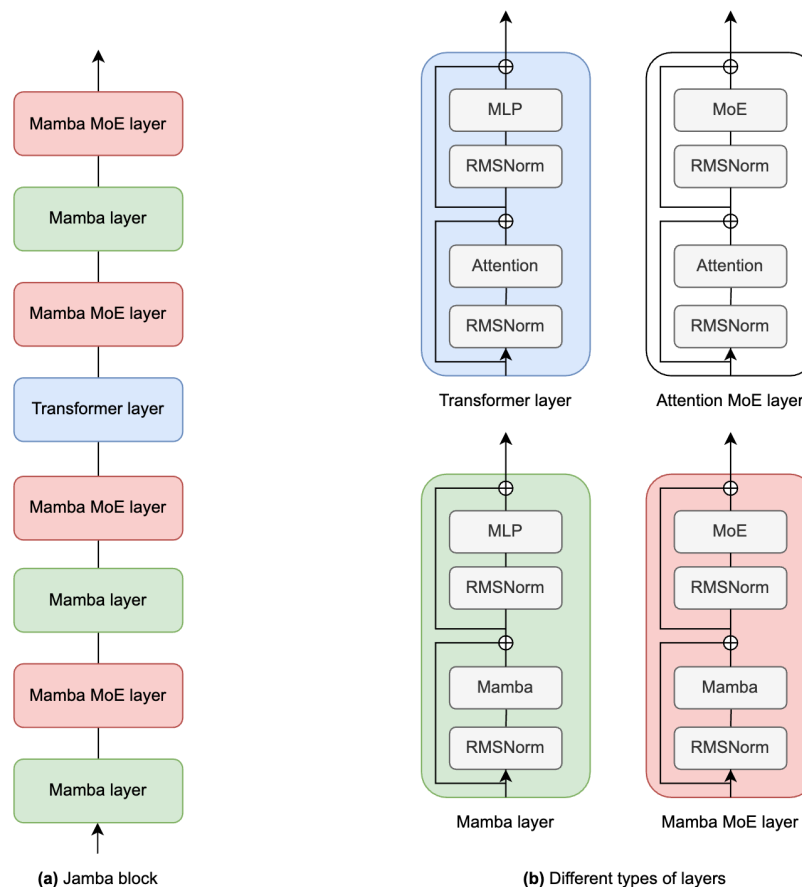 Mamba MoE layer
Mamba layer
Mamba MoE layer
Transformer layer
Mamba MoE layer
Mamba layer
Mamba MoE layer
Mamba layer
(a) Jamba block
MLP
RMSNorm
Attention
RMSNorm
Transformer layer
MoE
RMSNorm
Attention
RMSNorm
Attention MoE layer
MLP
RMSNorm
Mamba
RMSNorm
Mamba layer
MoE
RMSNorm
Mamba
RMSNorm
Mamba MoE layer
(b) Different types of layers